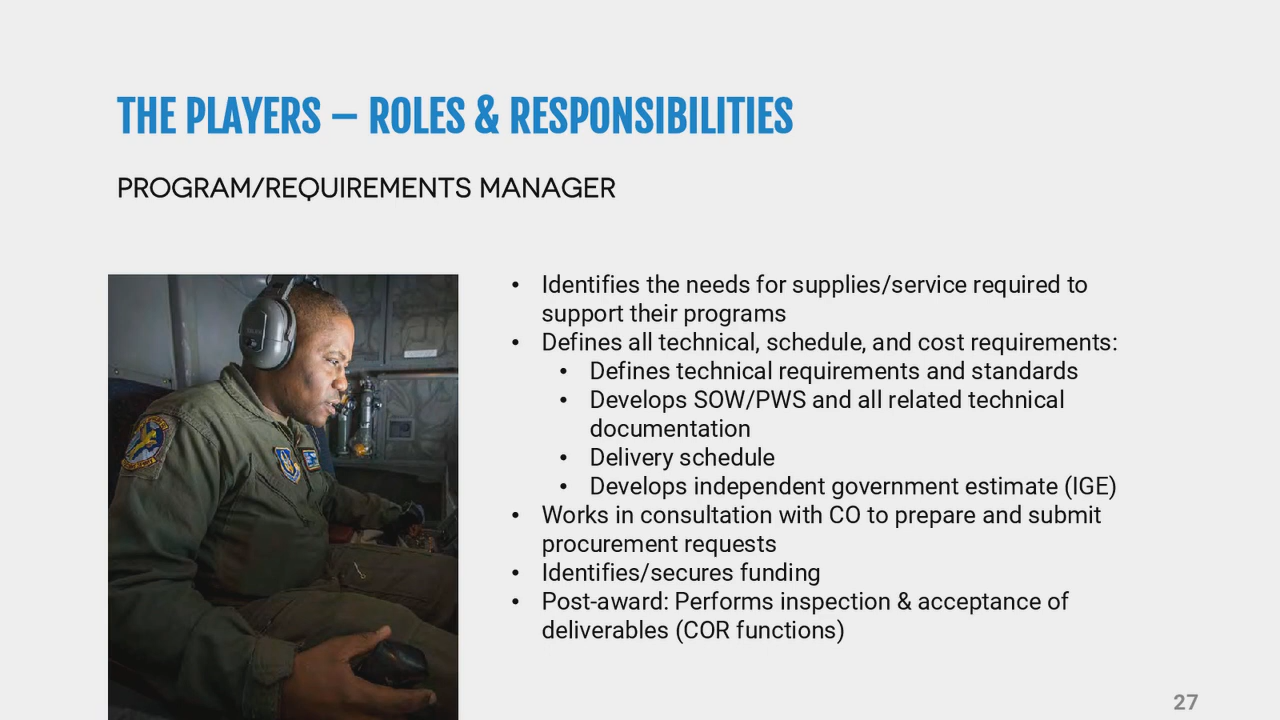 THE PLAYERS – ROLES & RESPONSIBILITIES
PROGRAM/REQUIREMENTS MANAGER
• Identifies the needs for supplies/service required to
support their programs
• Defines all technical, schedule, and cost requirements:
• Defines technical requirements and standards
• Develops SOW/PWS and all related technical
documentation
• Delivery schedule
• Develops independent government estimate (IGE)
• Works in consultation with CO to prepare and submit
procurement requests
• Identifies/secures funding
• Post-award: Performs inspection & acceptance of
deliverables (COR functions)
27